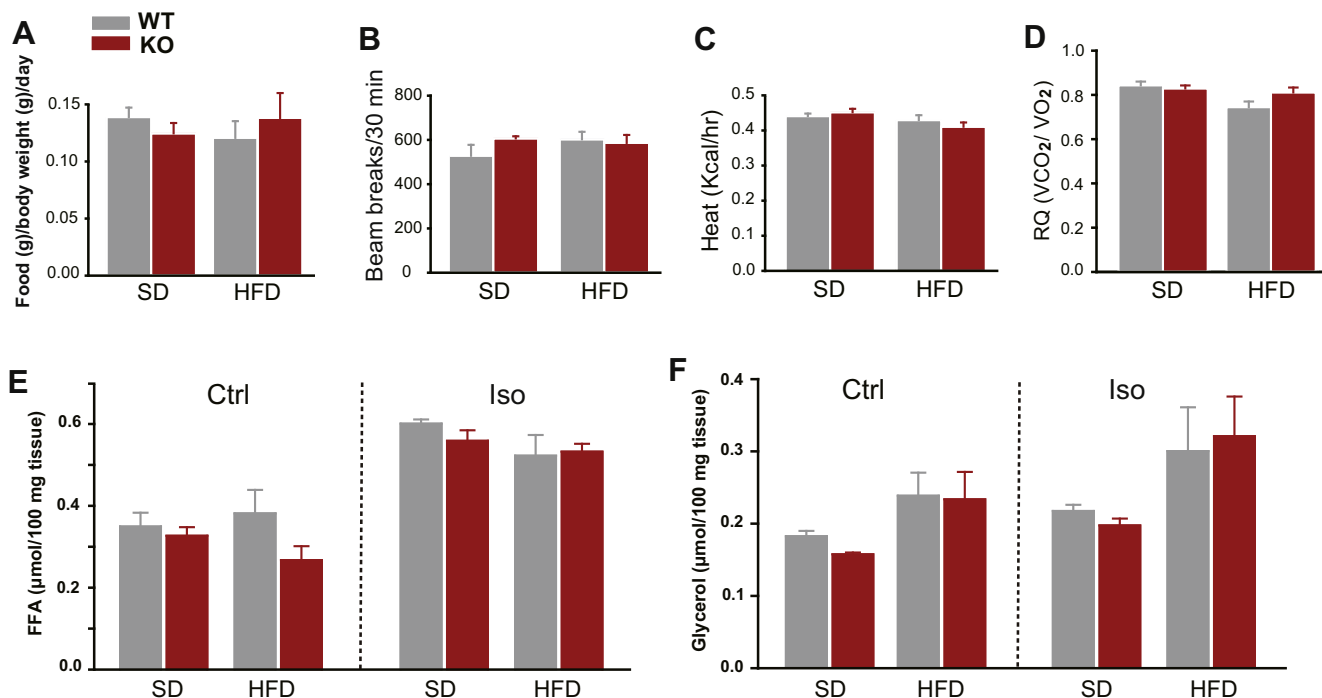 A
WT
KO
Food (g)/body weight (g)/day
0.15
0.10
0.05
0.00
SD HFD
B
Beam breaks/30 min
800
600
400
200
0
SD HFD
C
Heat (Kcal/hr)
0.5
0.4
0.3
0.2
0.1
0.0
SD HFD
D
RQ (VCO2/ VO2)
1.0
0.8
0.6
0.4
0.2
0.0
SD HFD
E
Ctrl Iso
FFA (µmol/100 mg tissue)
0.6
0.4
0.2
0.0
SD HFD SD HFD
F
Ctrl Iso
Glycerol (µmol/100 mg tissue)
0.4
0.3
0.2
0.1
0.0
SD HFD SD HFD